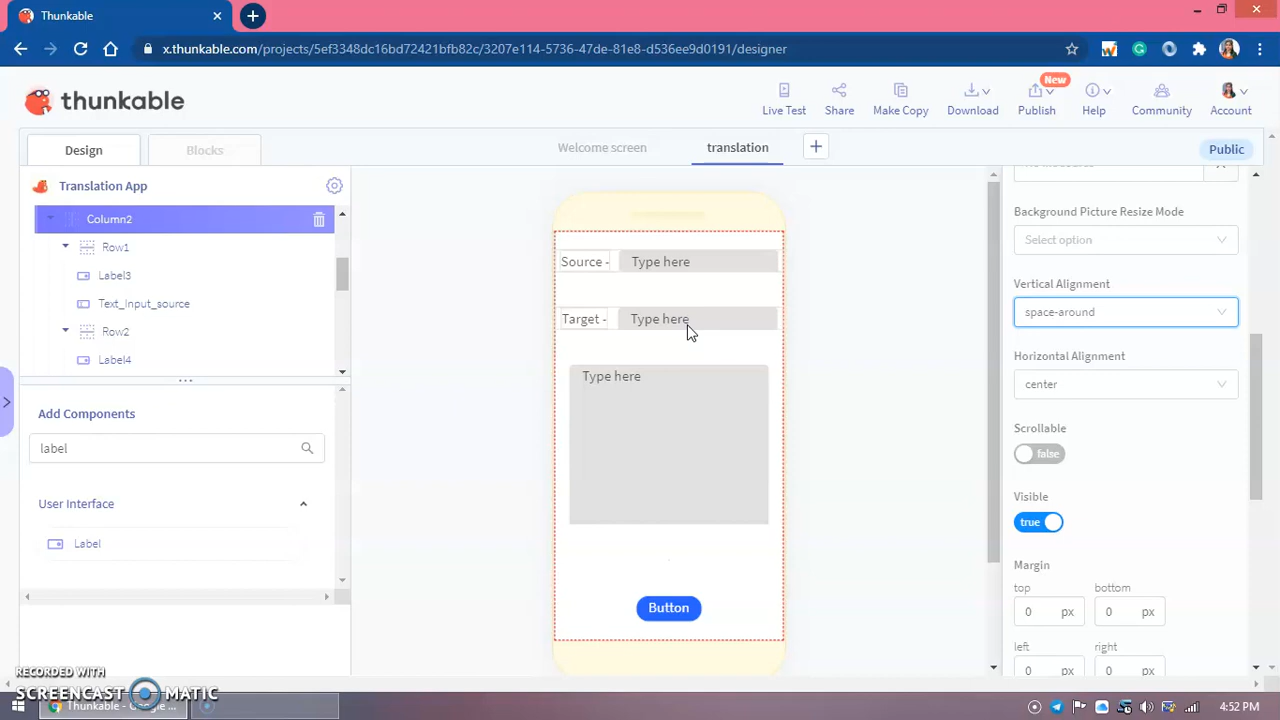 Thunkable
x.thunkable.com/projects/5ef3348dc16bd72421bfb82c/3207e114-5736-47de-81e8-d536ee9d0191/designer
thunkable
New
Live Test
Share
Make Copy
Download
Publish
Help
Community
Account
Design
Blocks
Welcome screen
translation
Public
Translation App
Column2
Row1
Label3
Text_Input_source
Row2
Label4
Add Components
label
User Interface
Label
Source -
Type here
Target -
Type here
Type here
Button
Background Picture Resize Mode
Select option
Vertical Alignment
space-around
Horizontal Alignment
center
Scrollable
false
Visible
true
Margin
top
bottom
0 px
0 px
left
right
0 px
0 px
RECORDED WITH
SCREENCAST MATIC
Thunkable - Google ...
4:52 PM